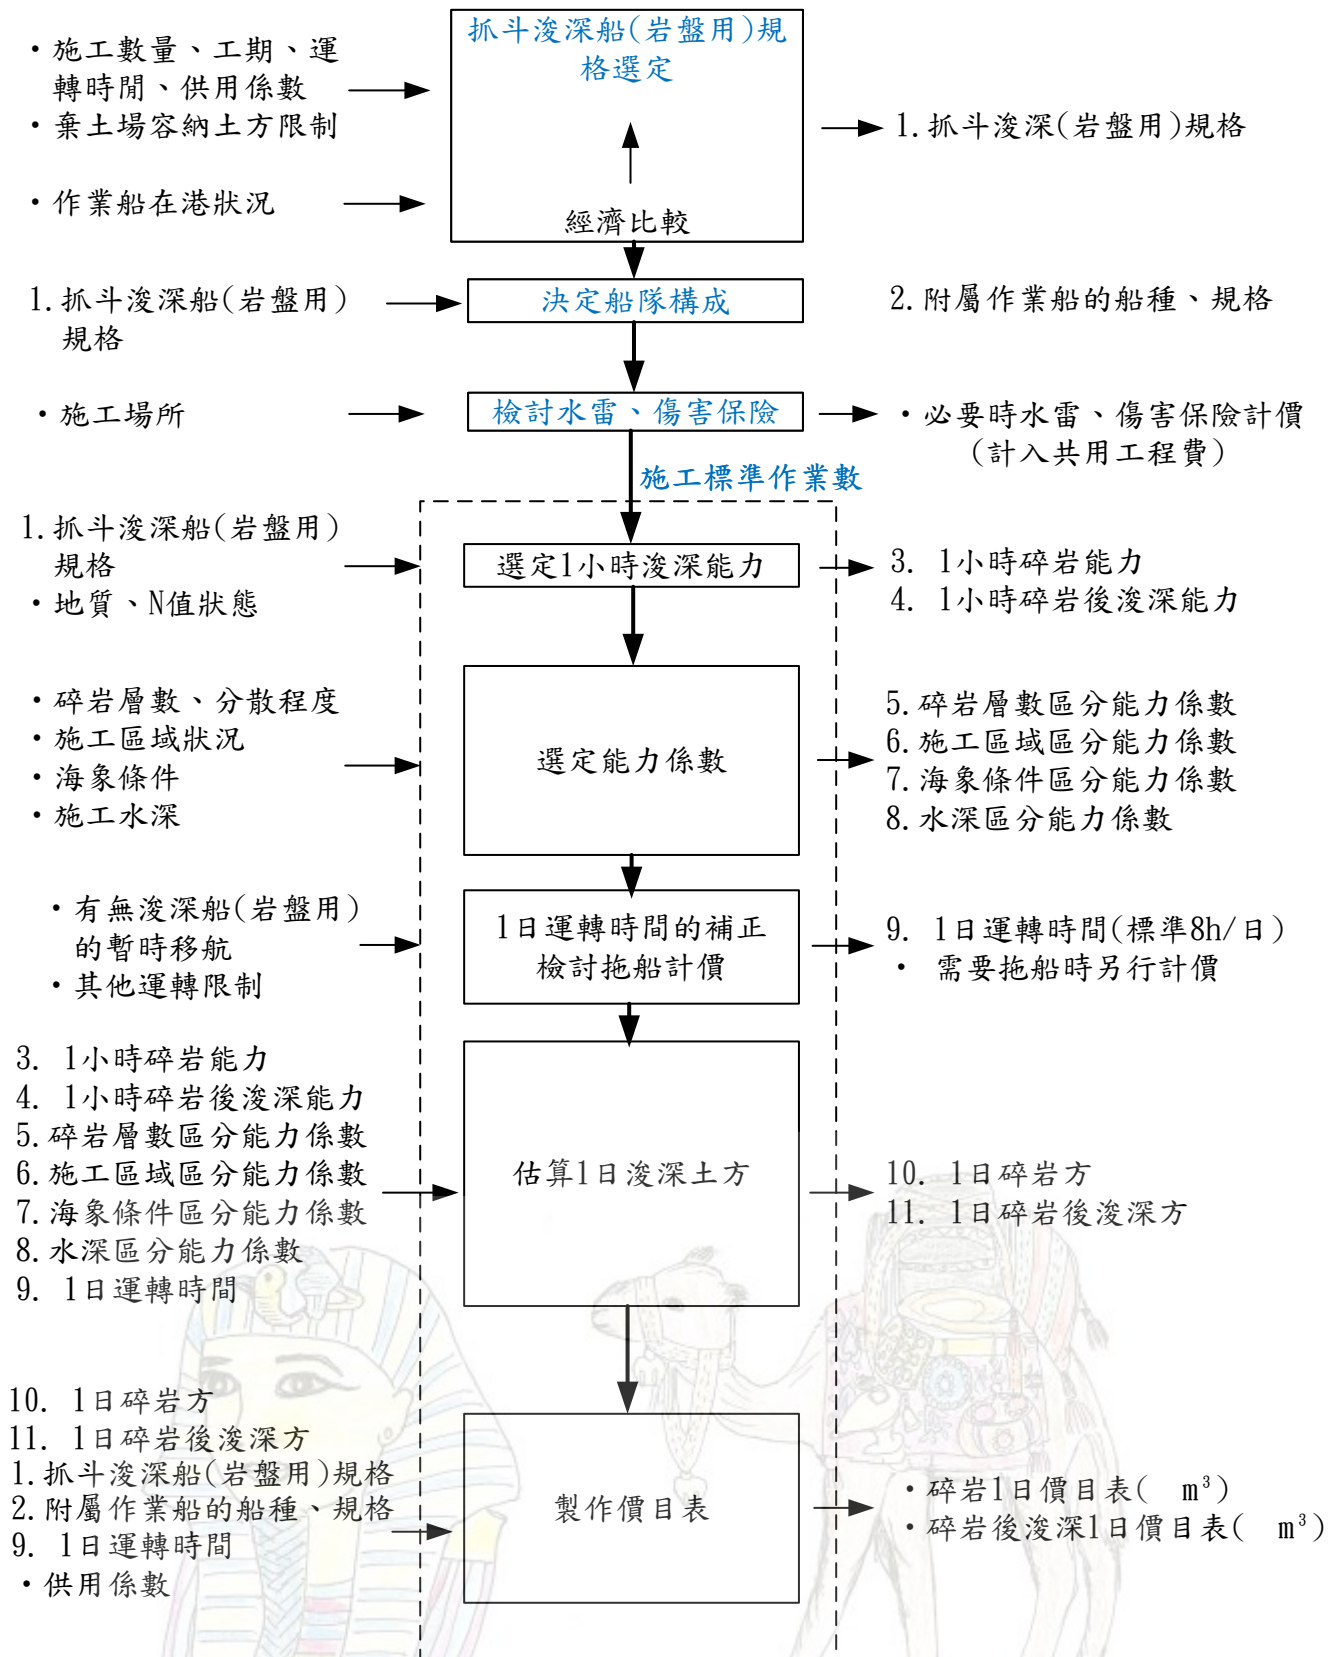 抓斗浚深船(岩盤用)規
格選定
・施工數量、工期、運
轉時間、供用係數
・棄土場容納土方限制
1.抓斗浚深(岩盤用)規格
・作業船在港狀況
經濟比較
1.抓斗浚深船(岩盤用)
規格
決定船隊構成
2.附屬作業船的船種、規格
・施工場所
檢討水雷、傷害保險
・必要時水雷、傷害保險計價
(計入共用工程費)
施工標準作業數
1.抓斗浚深船(岩盤用)
規格
・地質、N值狀態
選定1小時浚深能力
3. 1小時碎岩能力
4. 1小時碎岩後浚深能力
・碎岩層數、分散程度
・施工區域狀況
・海象條件
・施工水深
選定能力係數
5.碎岩層數區分能力係數
6.施工區域區分能力係數
7.海象條件區分能力係數
8.水深區分能力係數
・有無浚深船(岩盤用)
的暫時移航
・其他運轉限制
1日運轉時間的補正
檢討拖船計價
9. 1日運轉時間(標準8h/日)
・ 需要拖船時另行計價
3. 1小時碎岩能力
4. 1小時碎岩後浚深能力
5.碎岩層數區分能力係數
6.施工區域區分能力係數
7.海象條件區分能力係數
8.水深區分能力係數
9. 1日運轉時間
估算1日浚深土方
10. 1日碎岩方
11. 1日碎岩後浚深方
10. 1日碎岩方
11. 1日碎岩後浚深方
1.抓斗浚深船(岩盤用)規格
2.附屬作業船的船種、規格
9. 1日運轉時間
・供用係數
製作價目表
・碎岩1日價目表( m³)
・碎岩後浚深1日價目表( m³)